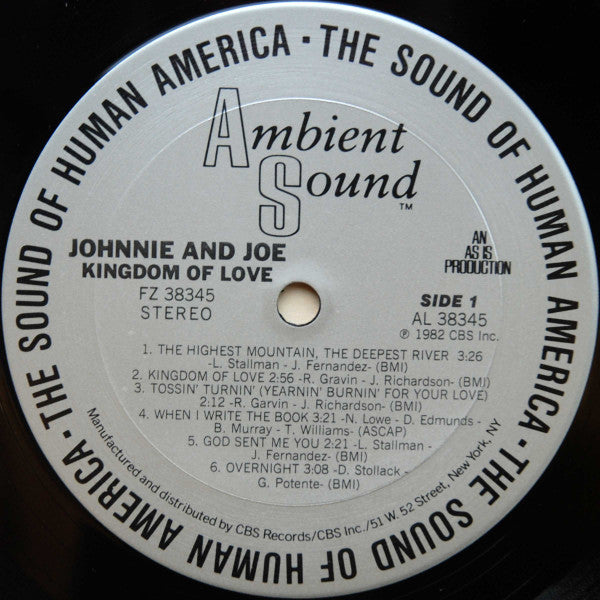 THE SOUND OF HUMAN AMERICA · THE SOUND OF HUMAN AMERICA · THE SOUND OF HUMAN AMERICA ·
Ambient
Sound™
JOHNNIE AND JOE
KINGDOM OF LOVE
FZ 38345
STEREO
AN
AS IS
PRODUCTION
SIDE 1
AL 38345
℗ 1982 CBS Inc.
1. THE HIGHEST MOUNTAIN, THE DEEPEST RIVER 3:26
-L. Stallman - J. Fernandez- (BMI)
2. KINGDOM OF LOVE 2:56 -R. Gravin - J. Richardson- (BMI)
3. TOSSIN' TURNIN' (YEARNIN' BURNIN' FOR YOUR LOVE)
2:12 -R. Garvin - J. Richardson- (BMI)
4. WHEN I WRITE THE BOOK 3:21 -N. Lowe - D. Edmunds -
B. Murray - T. Williams- (ASCAP)
5. GOD SENT ME YOU 2:21 -L. Stallman -
J. Fernandez- (BMI)
6. OVERNIGHT 3:08 -D. Stollack -
G. Potente- (BMI)
Manufactured and distributed by CBS Records/CBS Inc./51 W. 52 Street, New York, NY